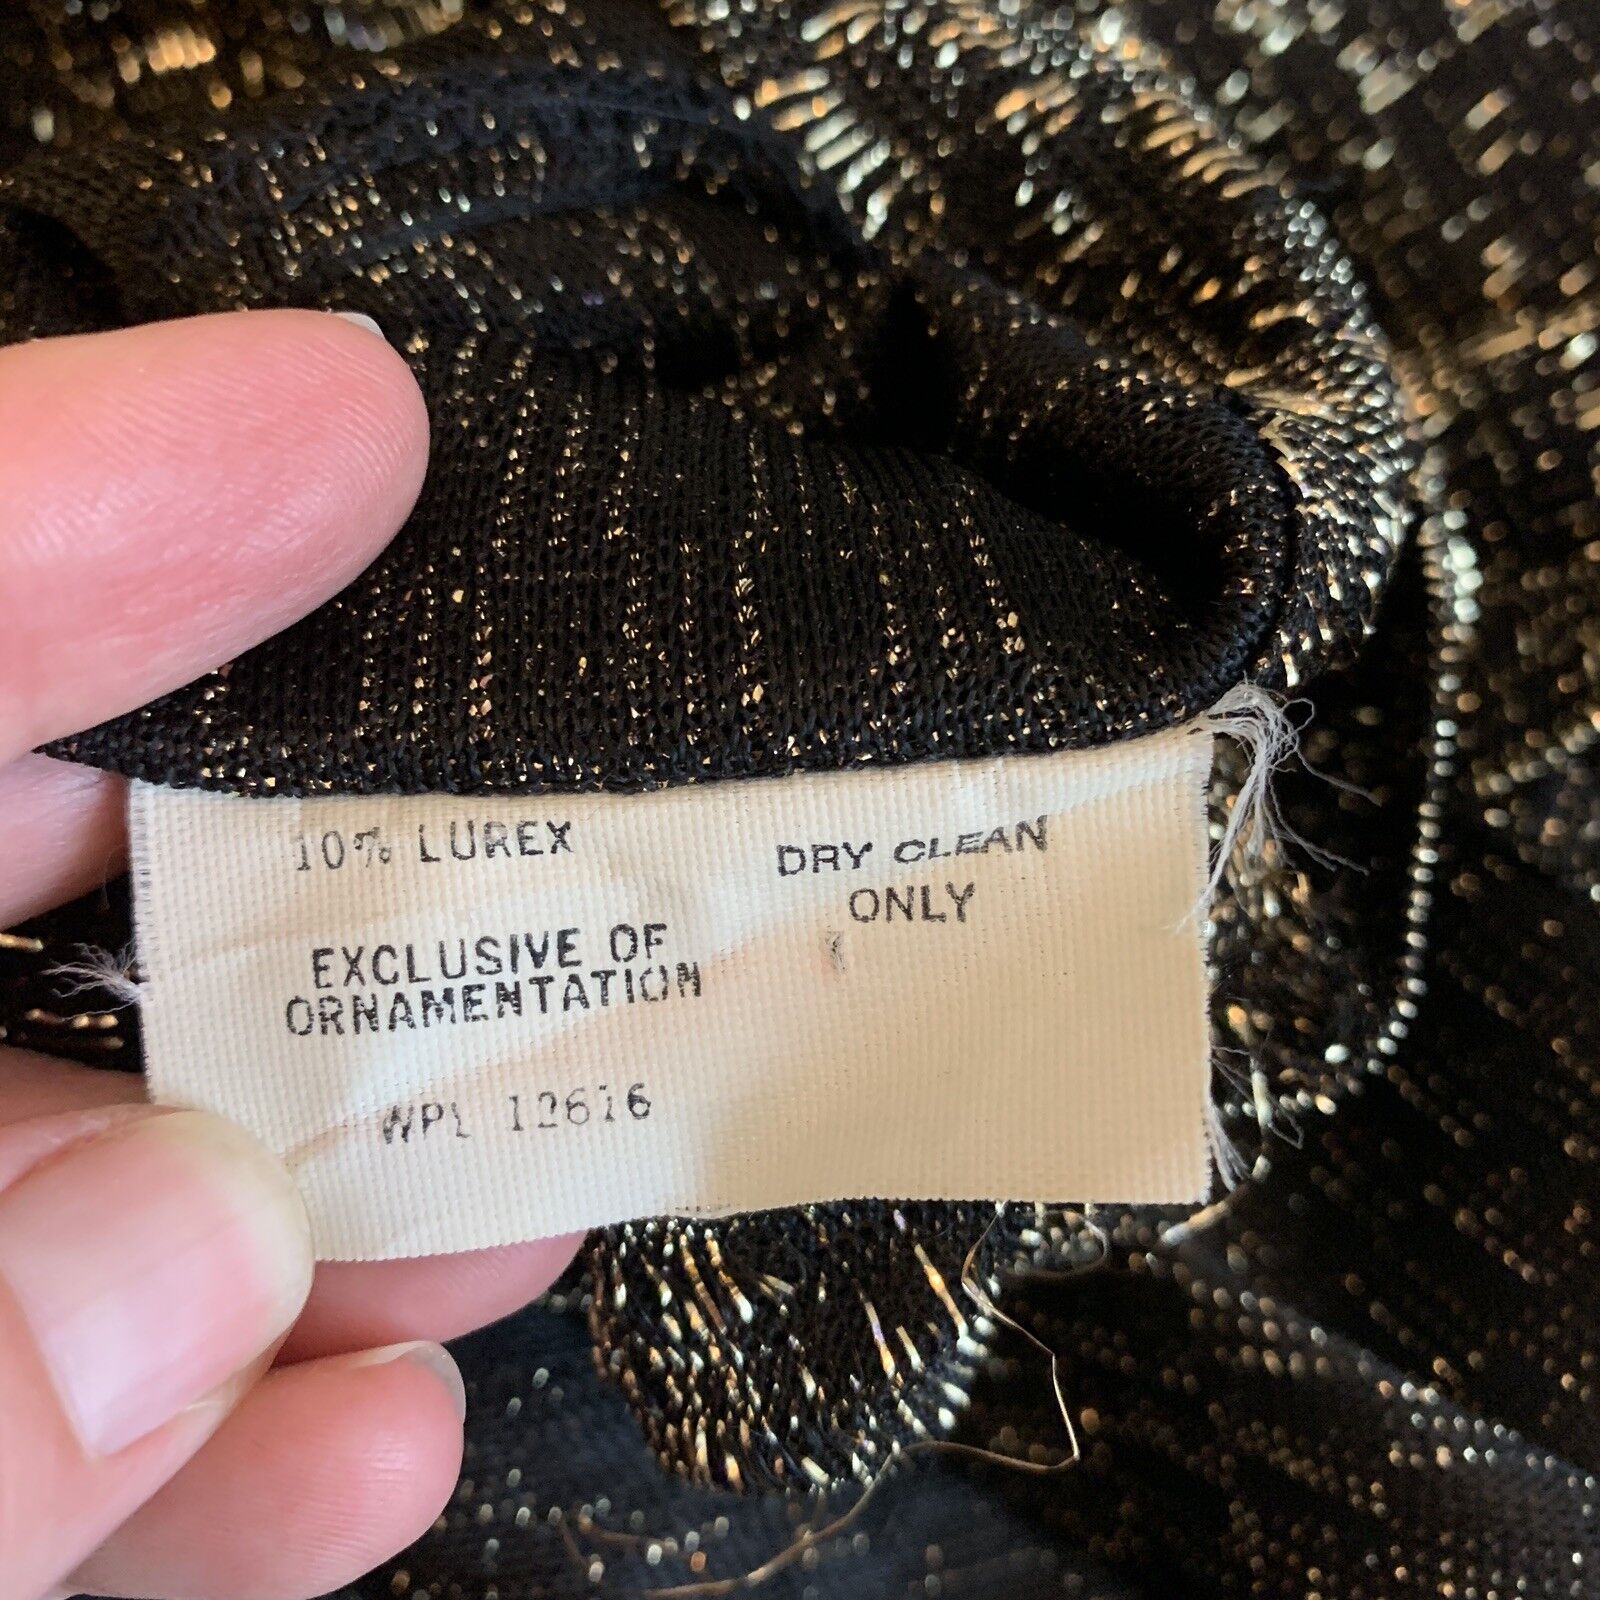 10% LUREX
EXCLUSIVE OF
ORNAMENTATION
WPL 12616
DRY CLEAN
ONLY